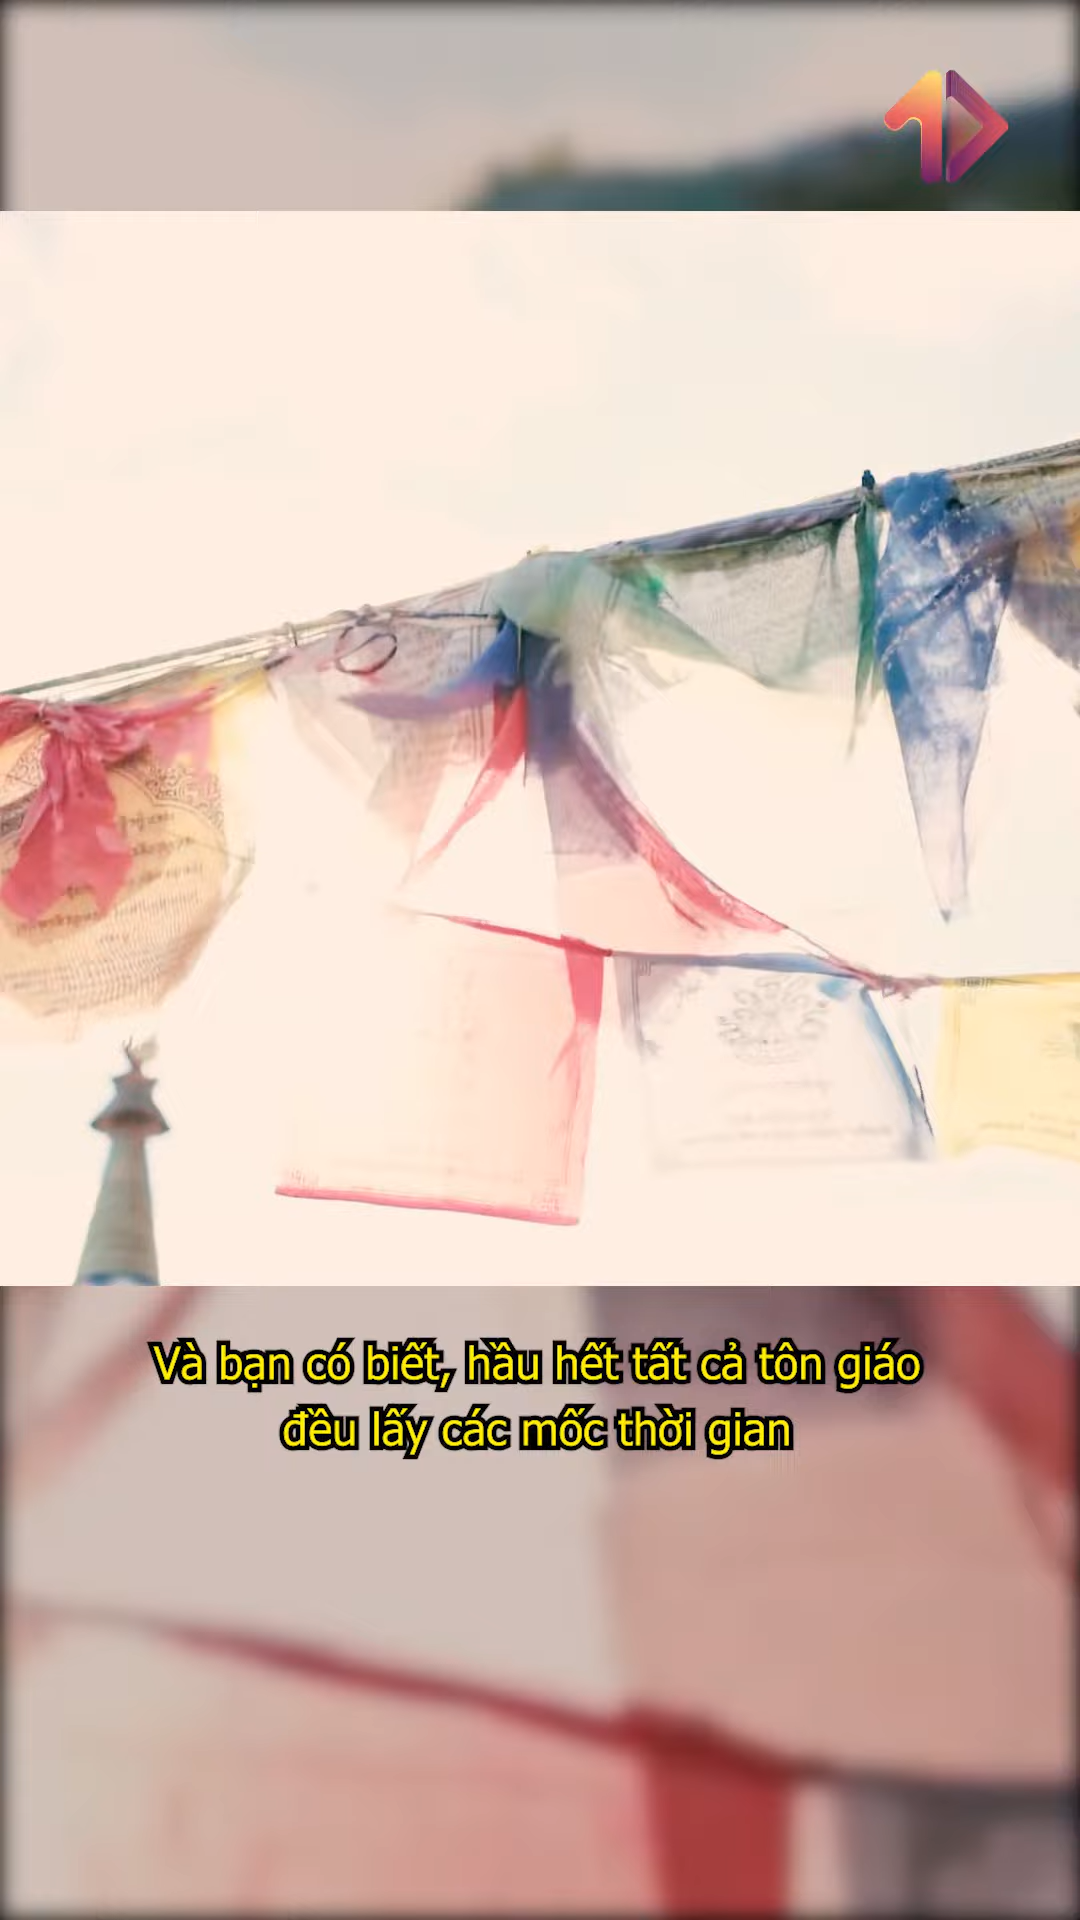 Và bạn có biết, hầu hết tất cả tôn giáo
đều lấy các mốc thời gian